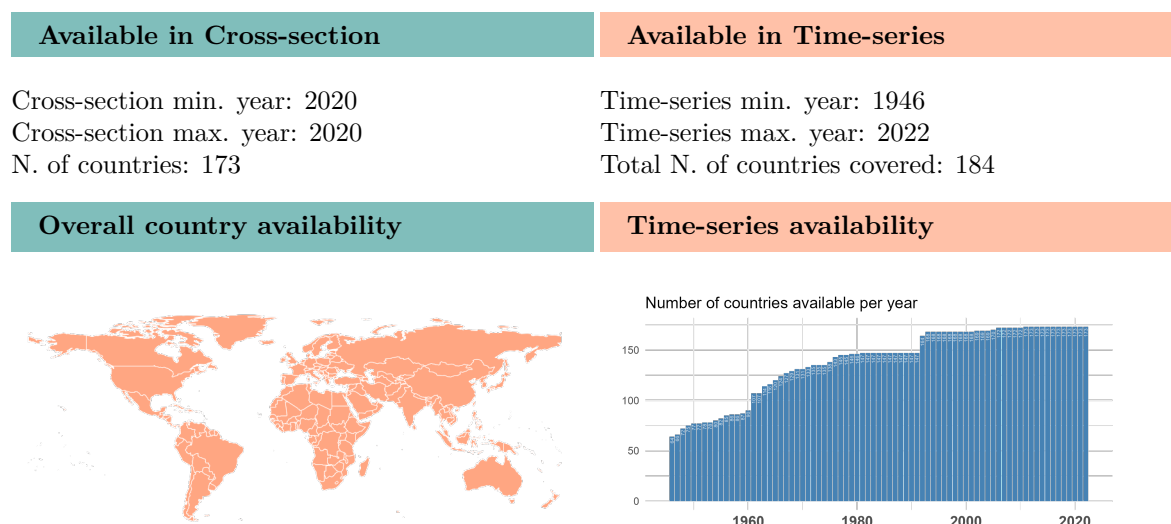 Available in Cross-section
Available in Time-series
Cross-section min. year: 2020
Cross-section max. year: 2020
N. of countries: 173
Time-series min. year: 1946
Time-series max. year: 2022
Total N. of countries covered: 184
Overall country availability
Time-series availability
Number of countries available per year
150
100
50
0
1960
1980
2000
2020